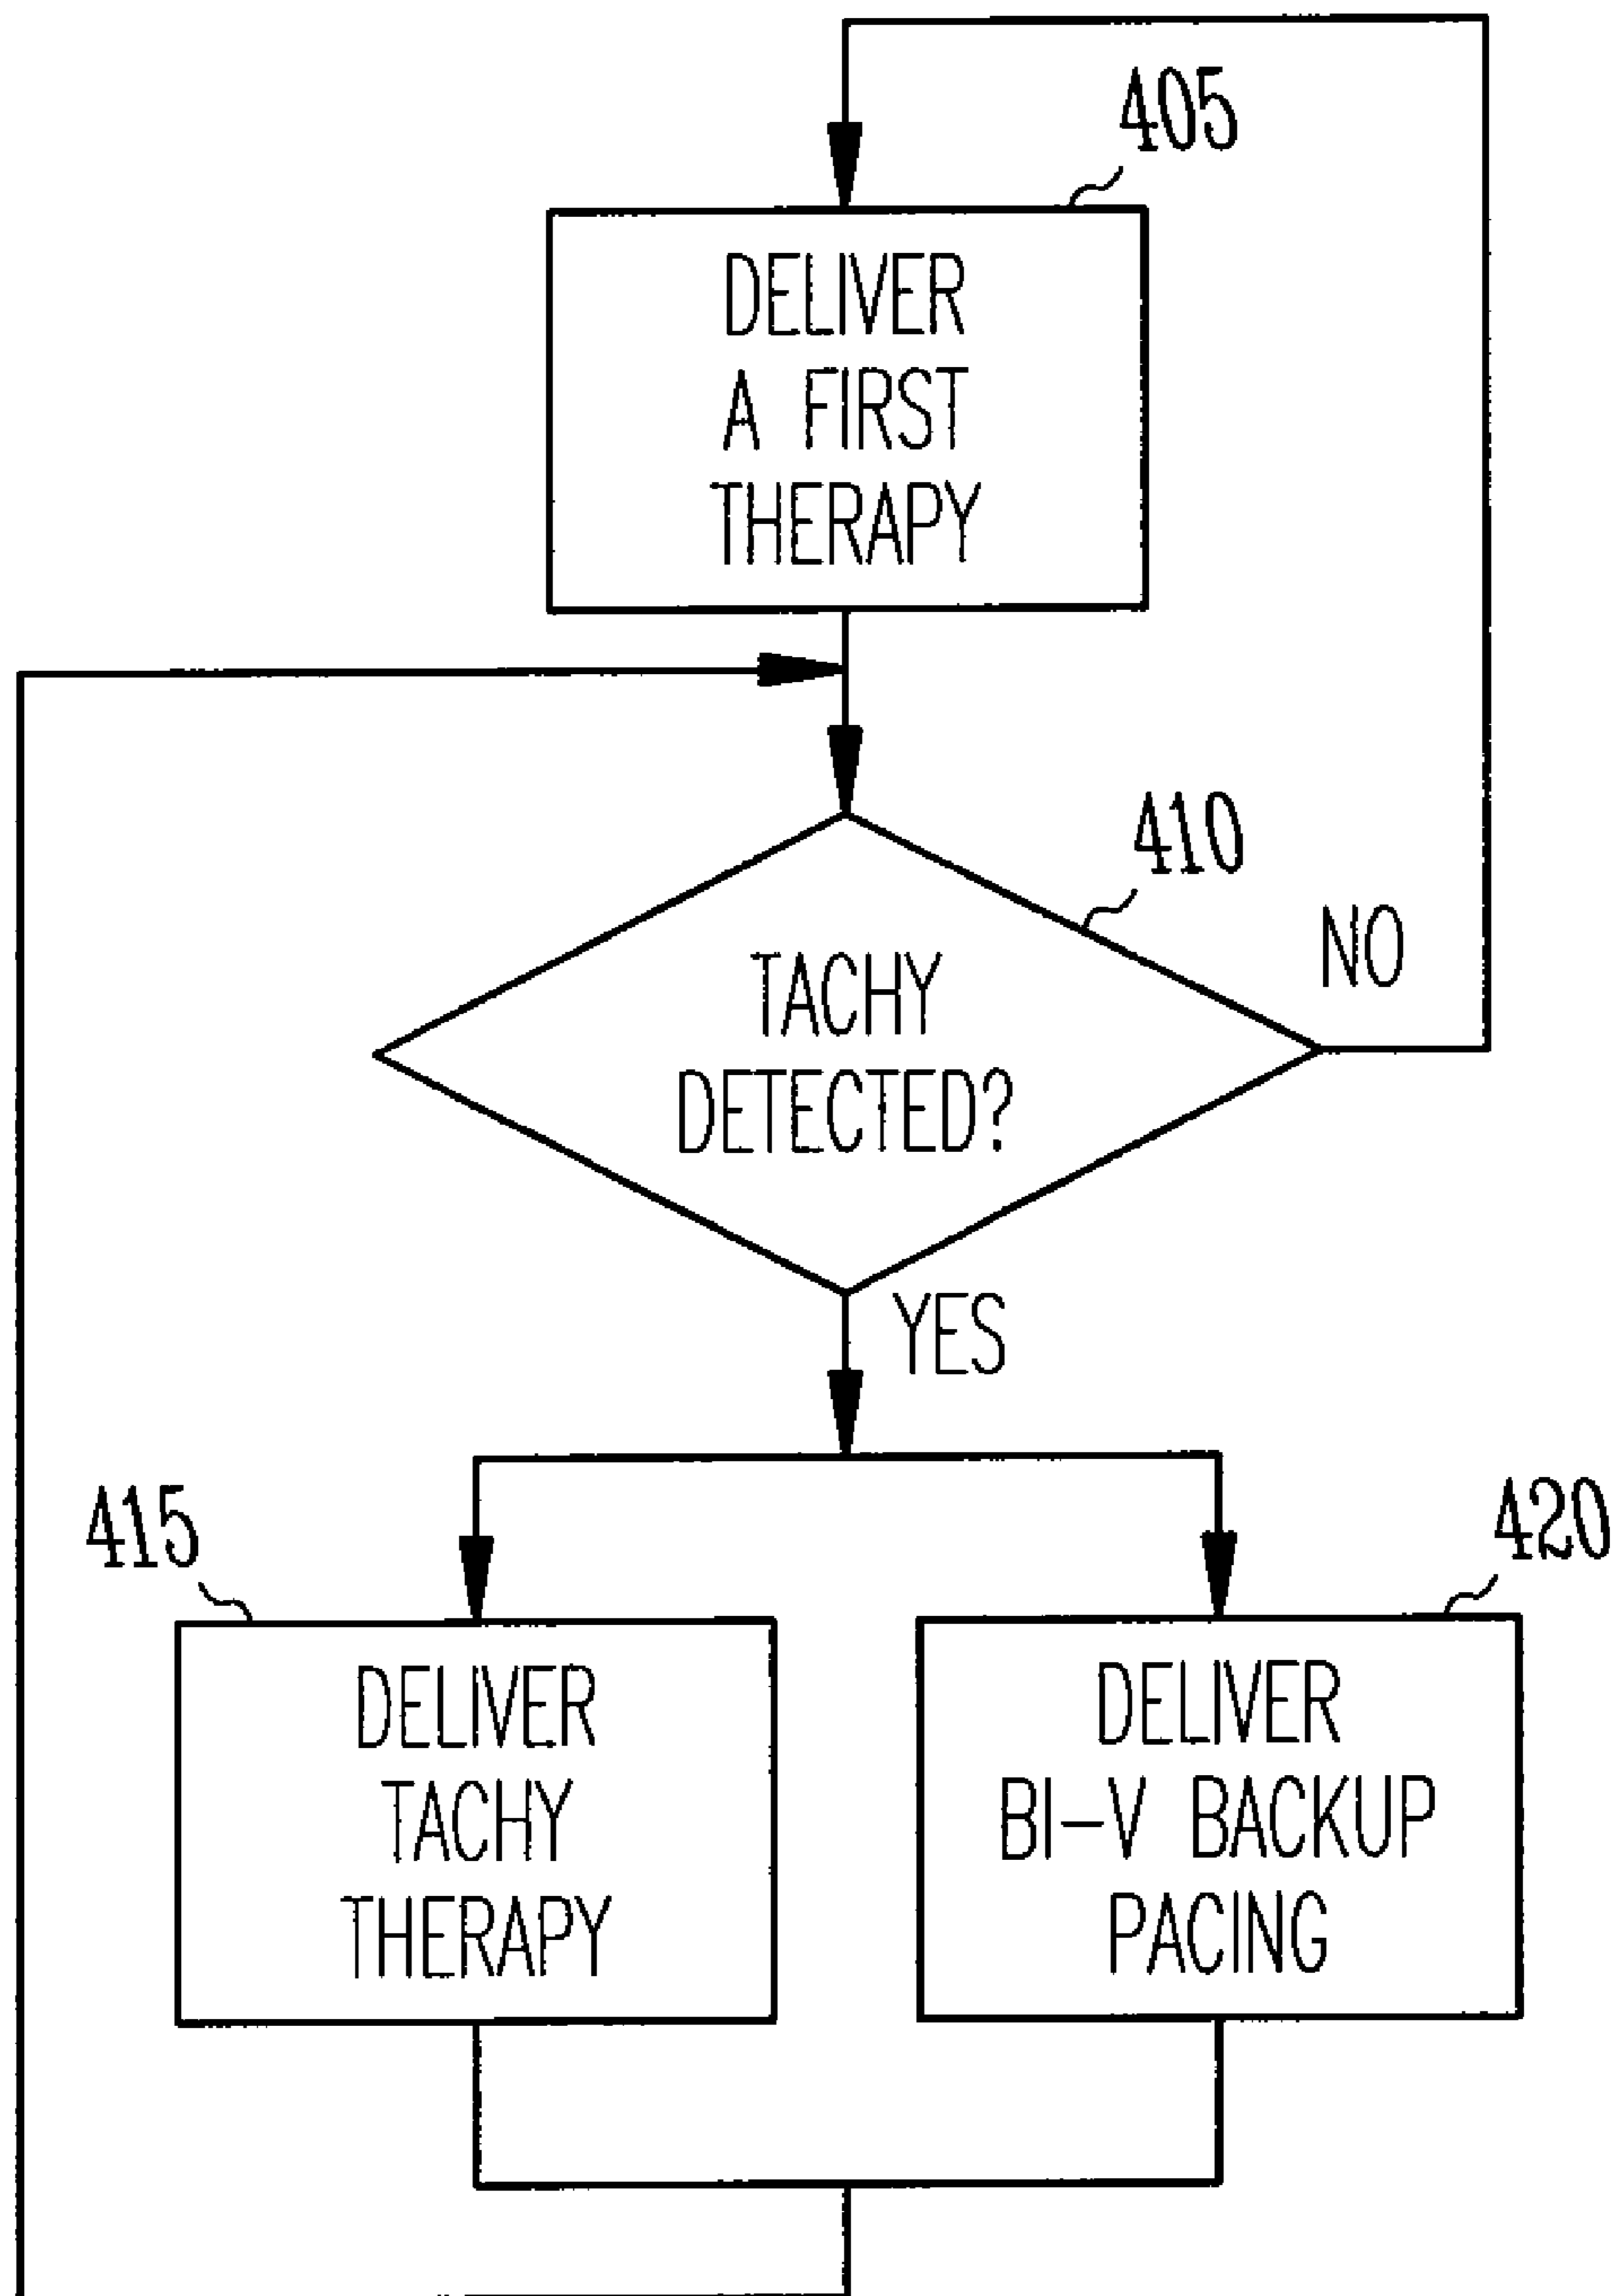 405
DELIVER
A FIRST
THERAPY
410
NO
TACHY
DETECTED?
YES
415
420
DELIVER
TACHY
THERAPY
DELIVER
BI-V BACKUP
PACING